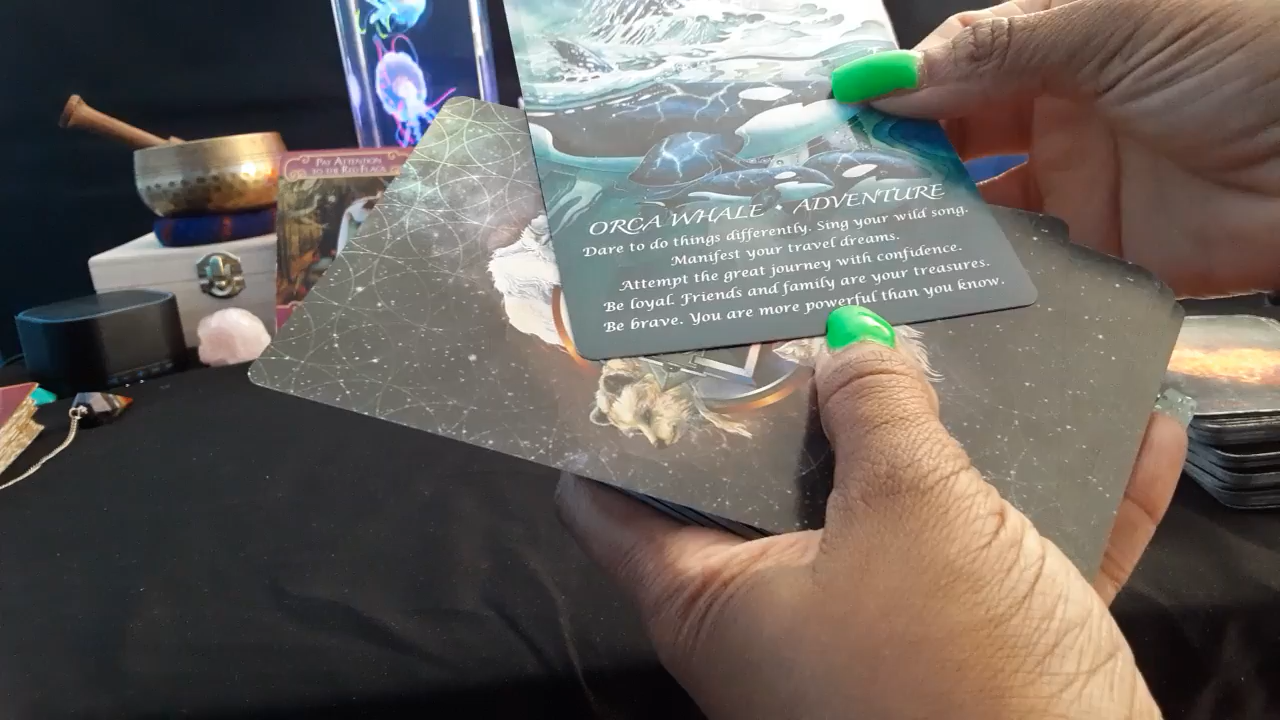 PAY ATTENTION
TO THE RED FLAGS
ORCA WHALE • ADVENTURE
Dare to do things differently. Sing your wild song.
Manifest your travel dreams.
Attempt the great journey with confidence.
Be loyal. Friends and family are your treasures.
Be brave. You are more powerful than you know.